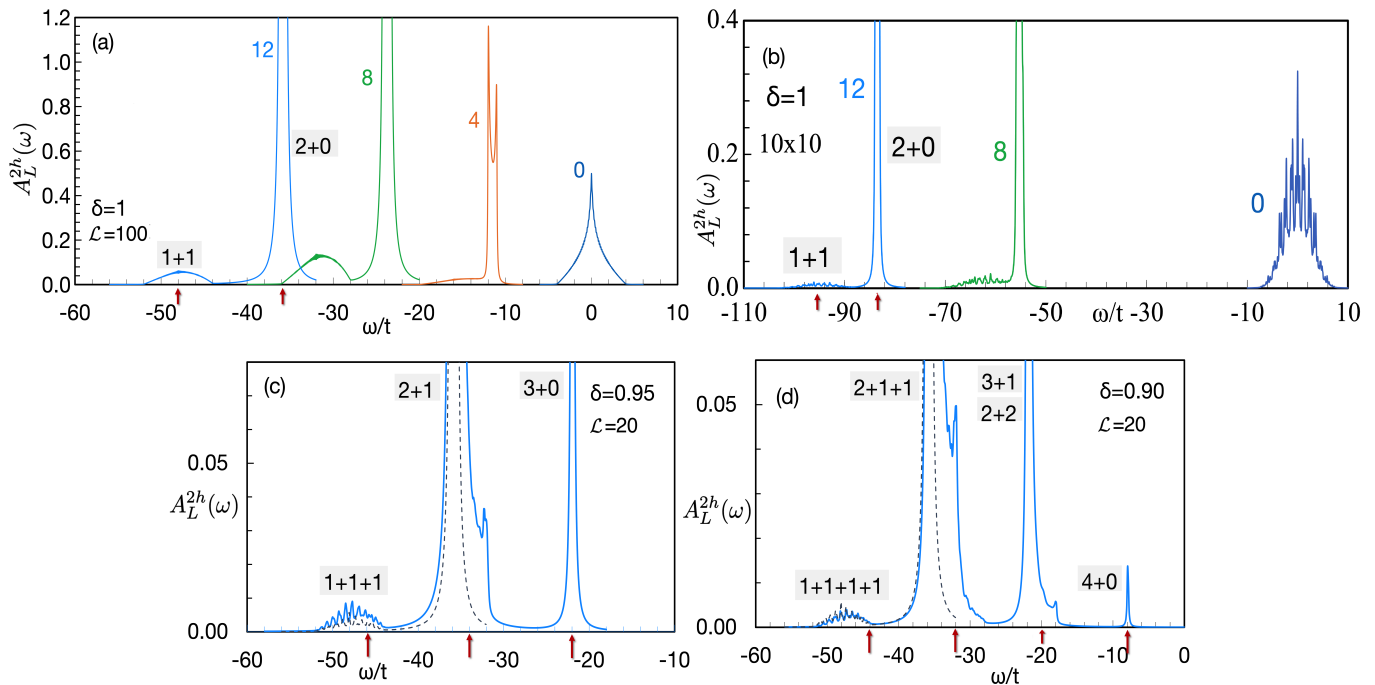 (a)
A_L^{2h}(ω)
1.2
1.0
0.8
0.6
0.4
0.2
0.0
12
8
4
0
2+0
δ=1
ℒ=100
1+1
-60 -50 -40 -30 -20 -10 0 10
ω/t
(b)
A_L^{2h}(ω)
0.4
0.2
0.0
δ=1
10x10
12
2+0
8
0
1+1
-110 -90 -70 -50 ω/t -30 -10 10
(c)
A_L^{2h}(ω)
0.05
0.00
2+1
3+0
δ=0.95
ℒ=20
1+1+1
-60 -50 -40 -30 -20 -10
ω/t
(d)
A_L^{2h}(ω)
0.05
0.00
2+1+1
3+1
2+2
δ=0.90
ℒ=20
1+1+1+1
4+0
-60 -50 -40 -30 -20 -10 0
ω/t